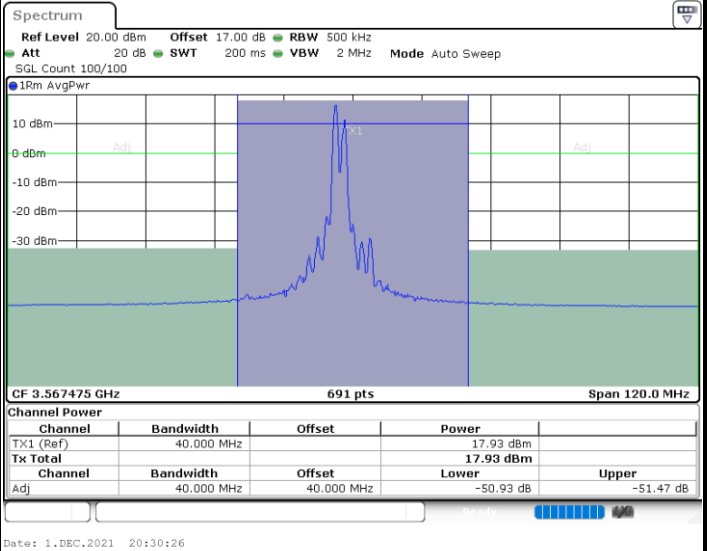 Spectrum
Ref Level 20.00 dBm Offset 17.00 dB RBW 500 kHz
Att 20 dB SWT 200 ms VBW 2 MHz Mode Auto Sweep
SGL Count 100/100
1Rm AvgPwr
10 dBm
TX1
Adj 0 dBm Adj
-10 dBm
-20 dBm
-30 dBm
CF 3.567475 GHz 691 pts Span 120.0 MHz
Channel Power
Channel Bandwidth Offset Power
TX1 (Ref) 40.000 MHz 17.93 dBm
Tx Total 17.93 dBm
Channel Bandwidth Offset Lower Upper
Adj 40.000 MHz 40.000 MHz -50.93 dB -51.47 dB
Ready
Date: 1.DEC.2021 20:30:26